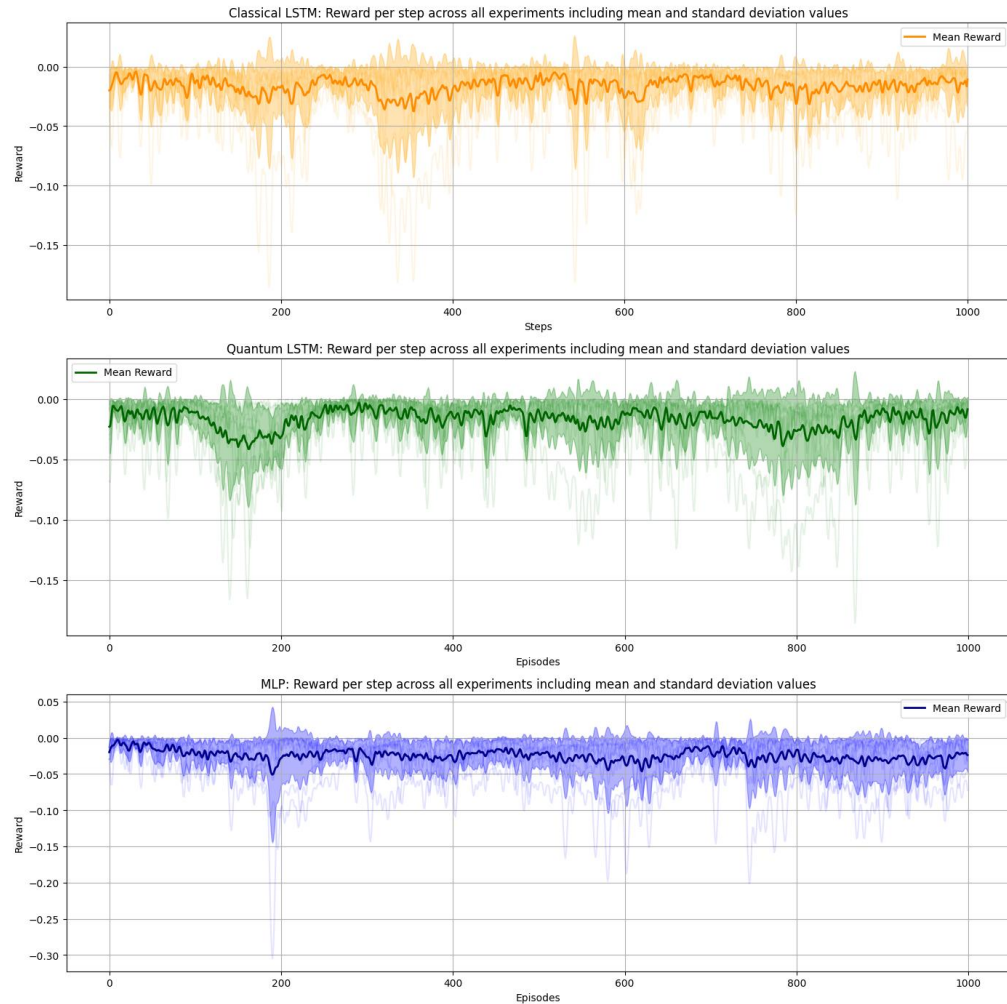 Classical LSTM: Reward per step across all experiments including mean and standard deviation values
Mean Reward
0.00
−0.05
−0.10
−0.15
Reward
0 200 400 600 800 1000
Steps
Quantum LSTM: Reward per step across all experiments including mean and standard deviation values
Mean Reward
0.00
−0.05
−0.10
−0.15
Reward
0 200 400 600 800 1000
Episodes
MLP: Reward per step across all experiments including mean and standard deviation values
Mean Reward
0.05
0.00
−0.05
−0.10
−0.15
−0.20
−0.25
−0.30
Reward
0 200 400 600 800 1000
Episodes